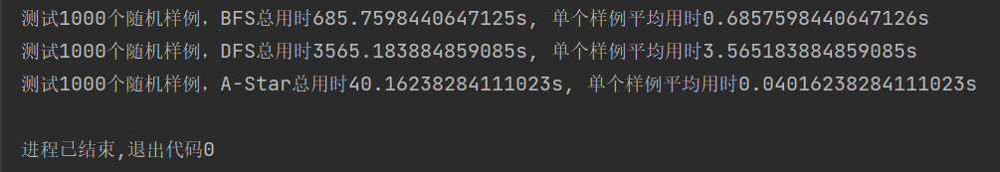 测试1000个随机样例，BFS总用时685.7598440647125s, 单个样例平均用时0.6857598440647126s
测试1000个随机样例，DFS总用时3565.183884859085s, 单个样例平均用时3.565183884859085s
测试1000个随机样例，A-Star总用时40.16238284111023s, 单个样例平均用时0.04016238284111023s
进程已结束,退出代码0